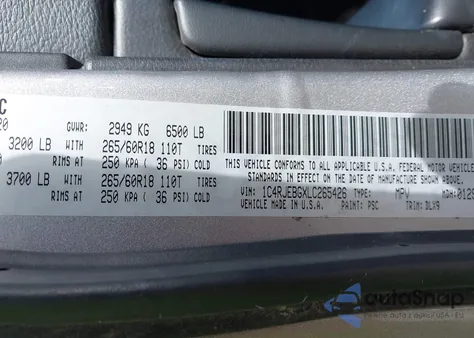 C
20
GVWR: 2949 KG 6500 LB
3200 LB WITH 265/60R18 110T TIRES
RIMS AT 250 KPA ( 36 PSI) COLD
3700 LB WITH 265/60R18 110T TIRES
RIMS AT 250 KPA ( 36 PSI) COLD
THIS VEHICLE CONFORMS TO ALL APPLICABLE U.S.A. FEDERAL MOTOR VEHICLE
STANDARDS IN EFFECT ON THE DATE OF MANUFACTURE SHOWN ABOVE
VIN: 1C4RJEBGXLC265426 TYPE: MPV MDH:
VEHICLE MADE IN U.S.A. PAINT: PSC TRIM: DLX9
autoSnap